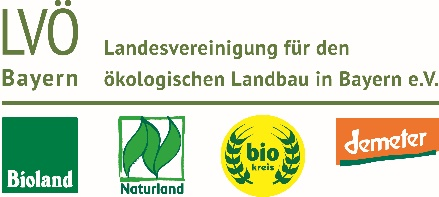 LVÖ
Bayern
Landesvereinigung für den
ökologischen Landbau in Bayern e.V.
Bioland
Naturland
bio
kreis
demeter